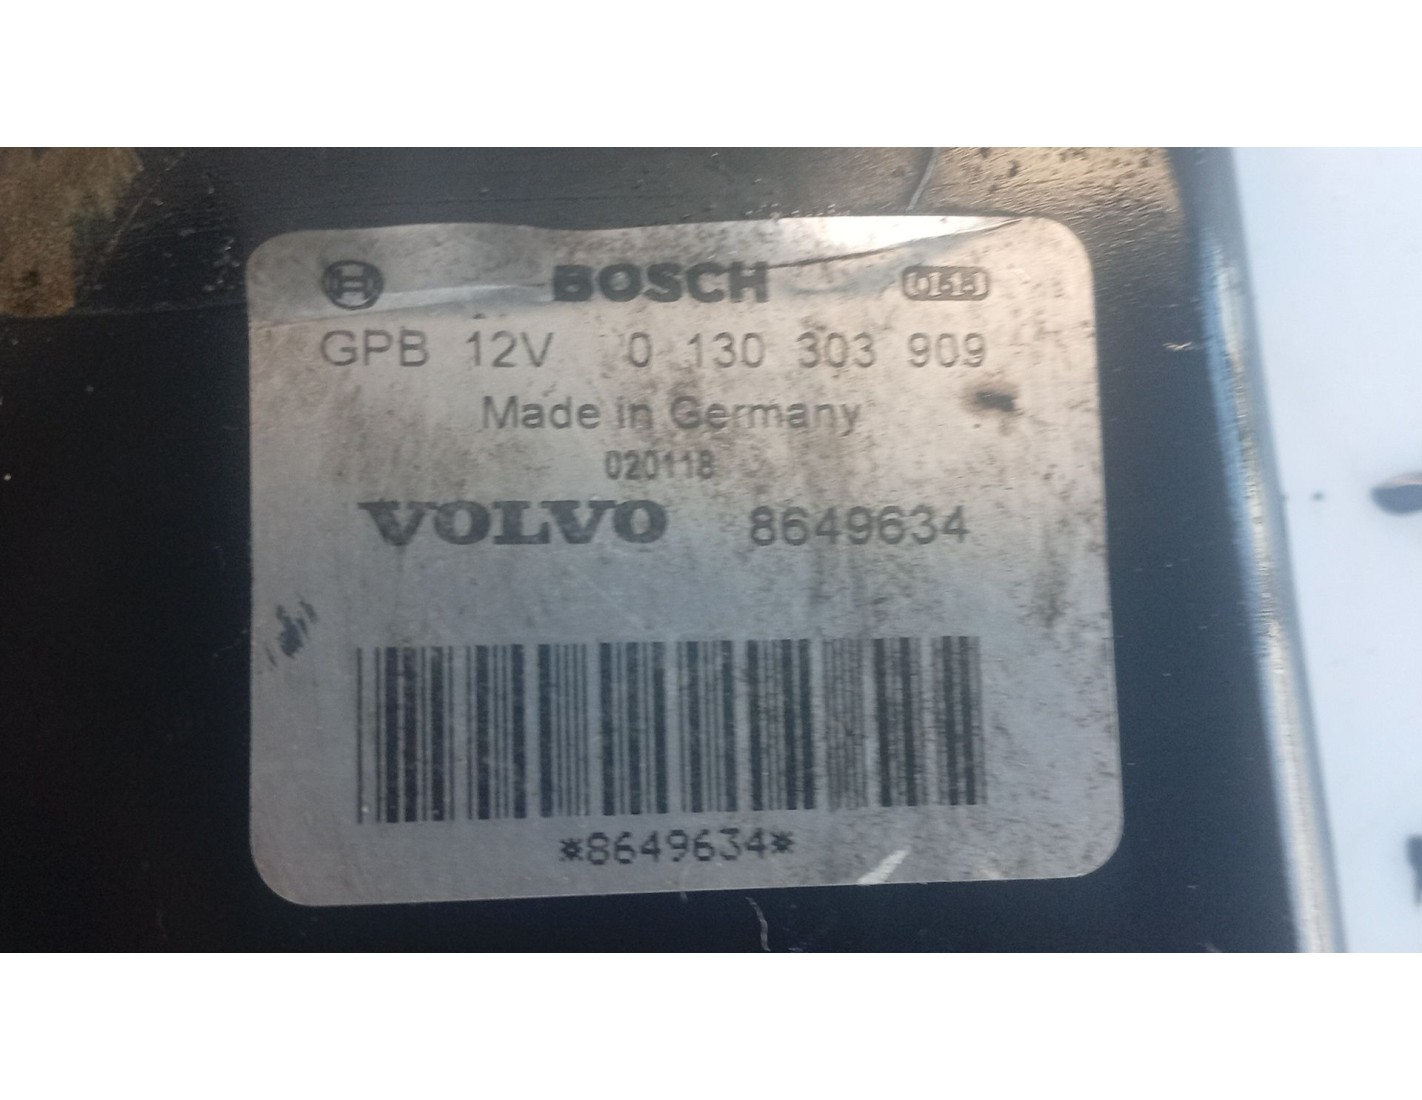 BOSCH
GPB 12V 0 130 303 909
Made in Germany
020118
VOLVO 8649634
*8649634*